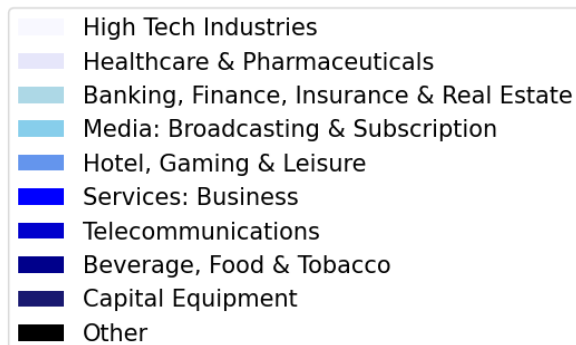 High Tech Industries
Healthcare & Pharmaceuticals
Banking, Finance, Insurance & Real Estate
Media: Broadcasting & Subscription
Hotel, Gaming & Leisure
Services: Business
Telecommunications
Beverage, Food & Tobacco
Capital Equipment
Other